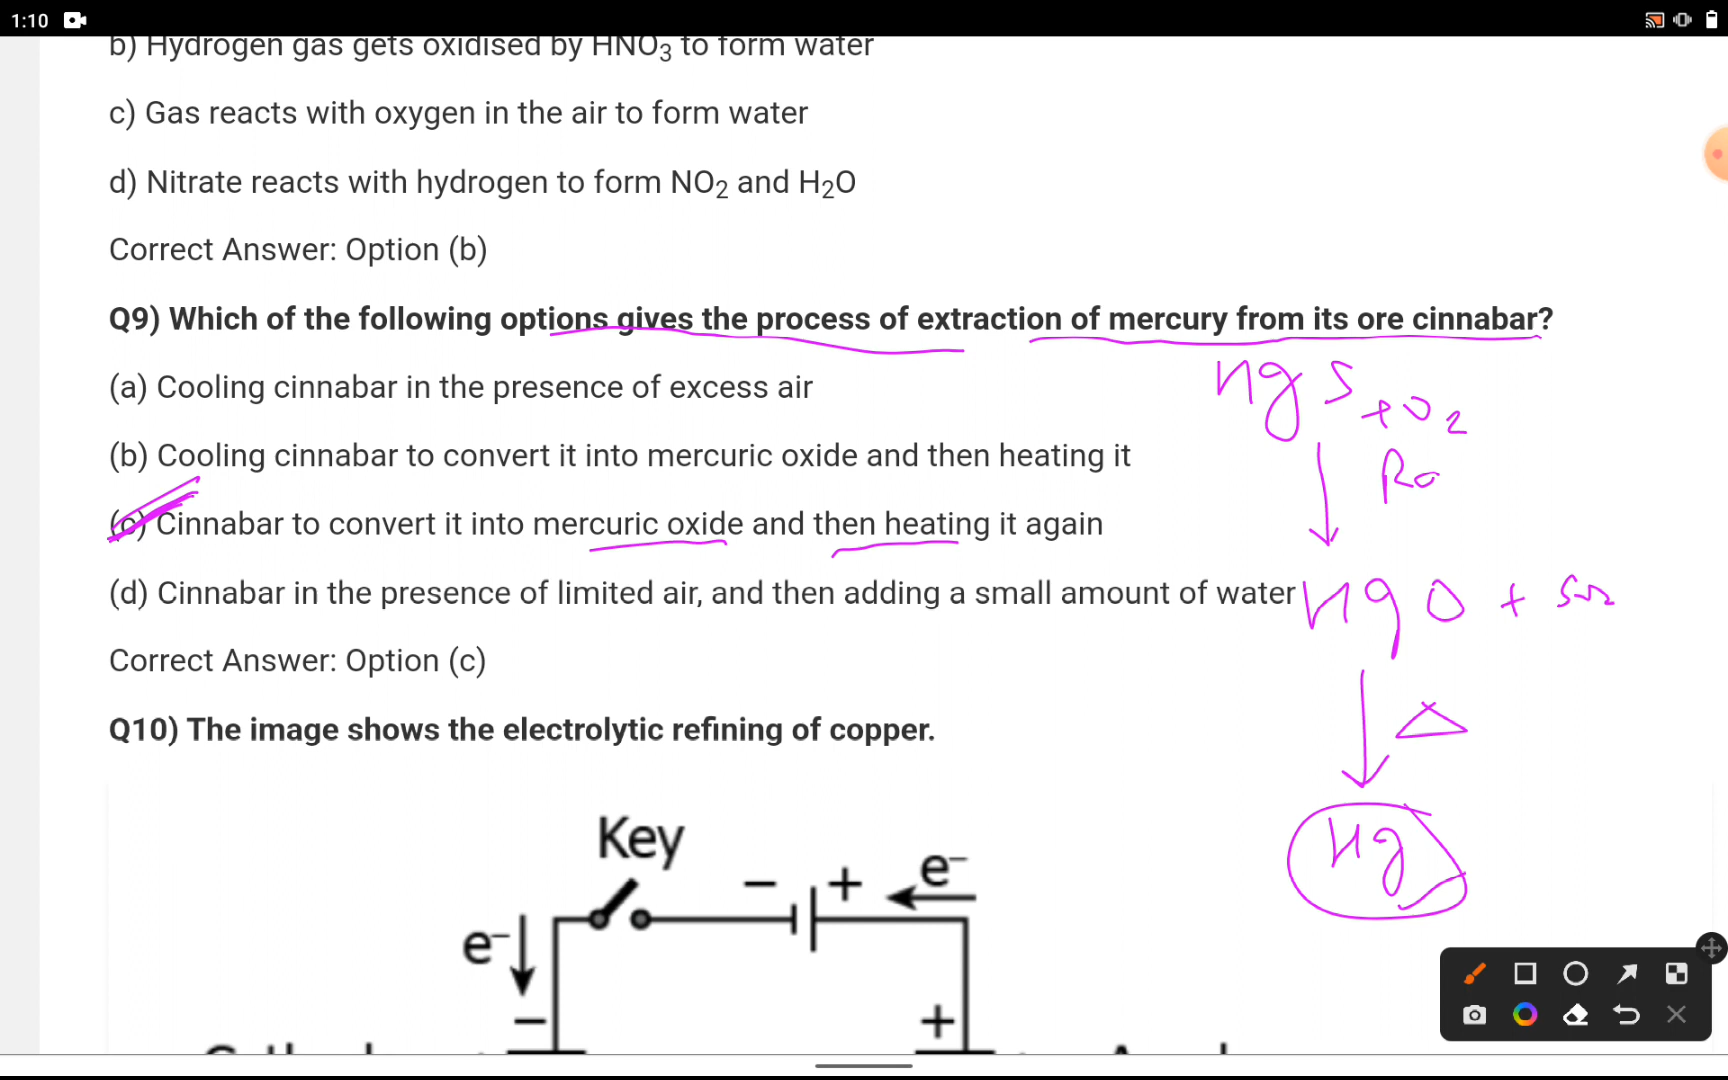 1:10
b) Hydrogen gas gets oxidised by HNO₃ to form water
c) Gas reacts with oxygen in the air to form water
d) Nitrate reacts with hydrogen to form NO₂ and H₂O
Correct Answer: Option (b)
Q9) Which of the following options gives the process of extraction of mercury from its ore cinnabar?
(a) Cooling cinnabar in the presence of excess air
HgS + O₂
(b) Cooling cinnabar to convert it into mercuric oxide and then heating it
Ro
(c) Cinnabar to convert it into mercuric oxide and then heating it again
(d) Cinnabar in the presence of limited air, and then adding a small amount of water
HgO +
Correct Answer: Option (c)
Q10) The image shows the electrolytic refining of copper.
Δ
Key
Hg
− + e⁻
e⁻
− +